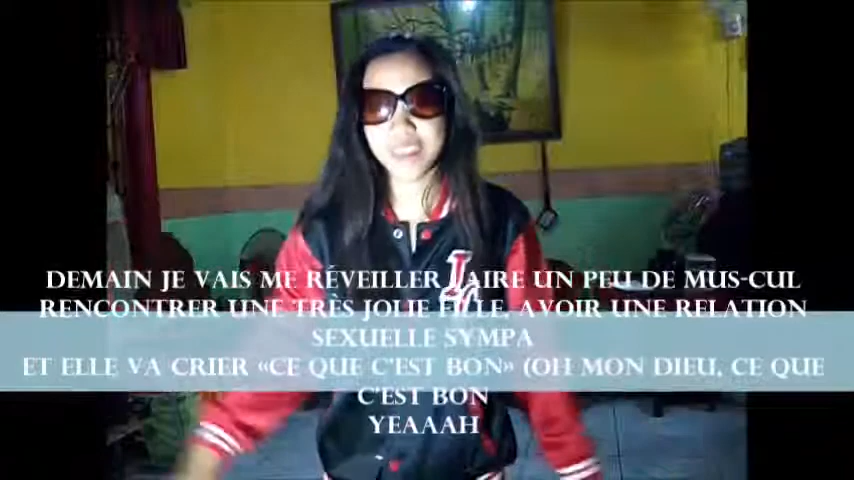 DEMAIN JE VAIS ME RÉVEILLER, FAIRE UN PEU DE MUS-CUL
RENCONTRER UNE TRÈS JOLIE FILLE, AVOIR UNE RELATION
SEXUELLE SYMPA
ET ELLE VA CRIER «CE QUE C'EST BON» (OH MON DIEU, CE QUE
C'EST BON
YEAAAH